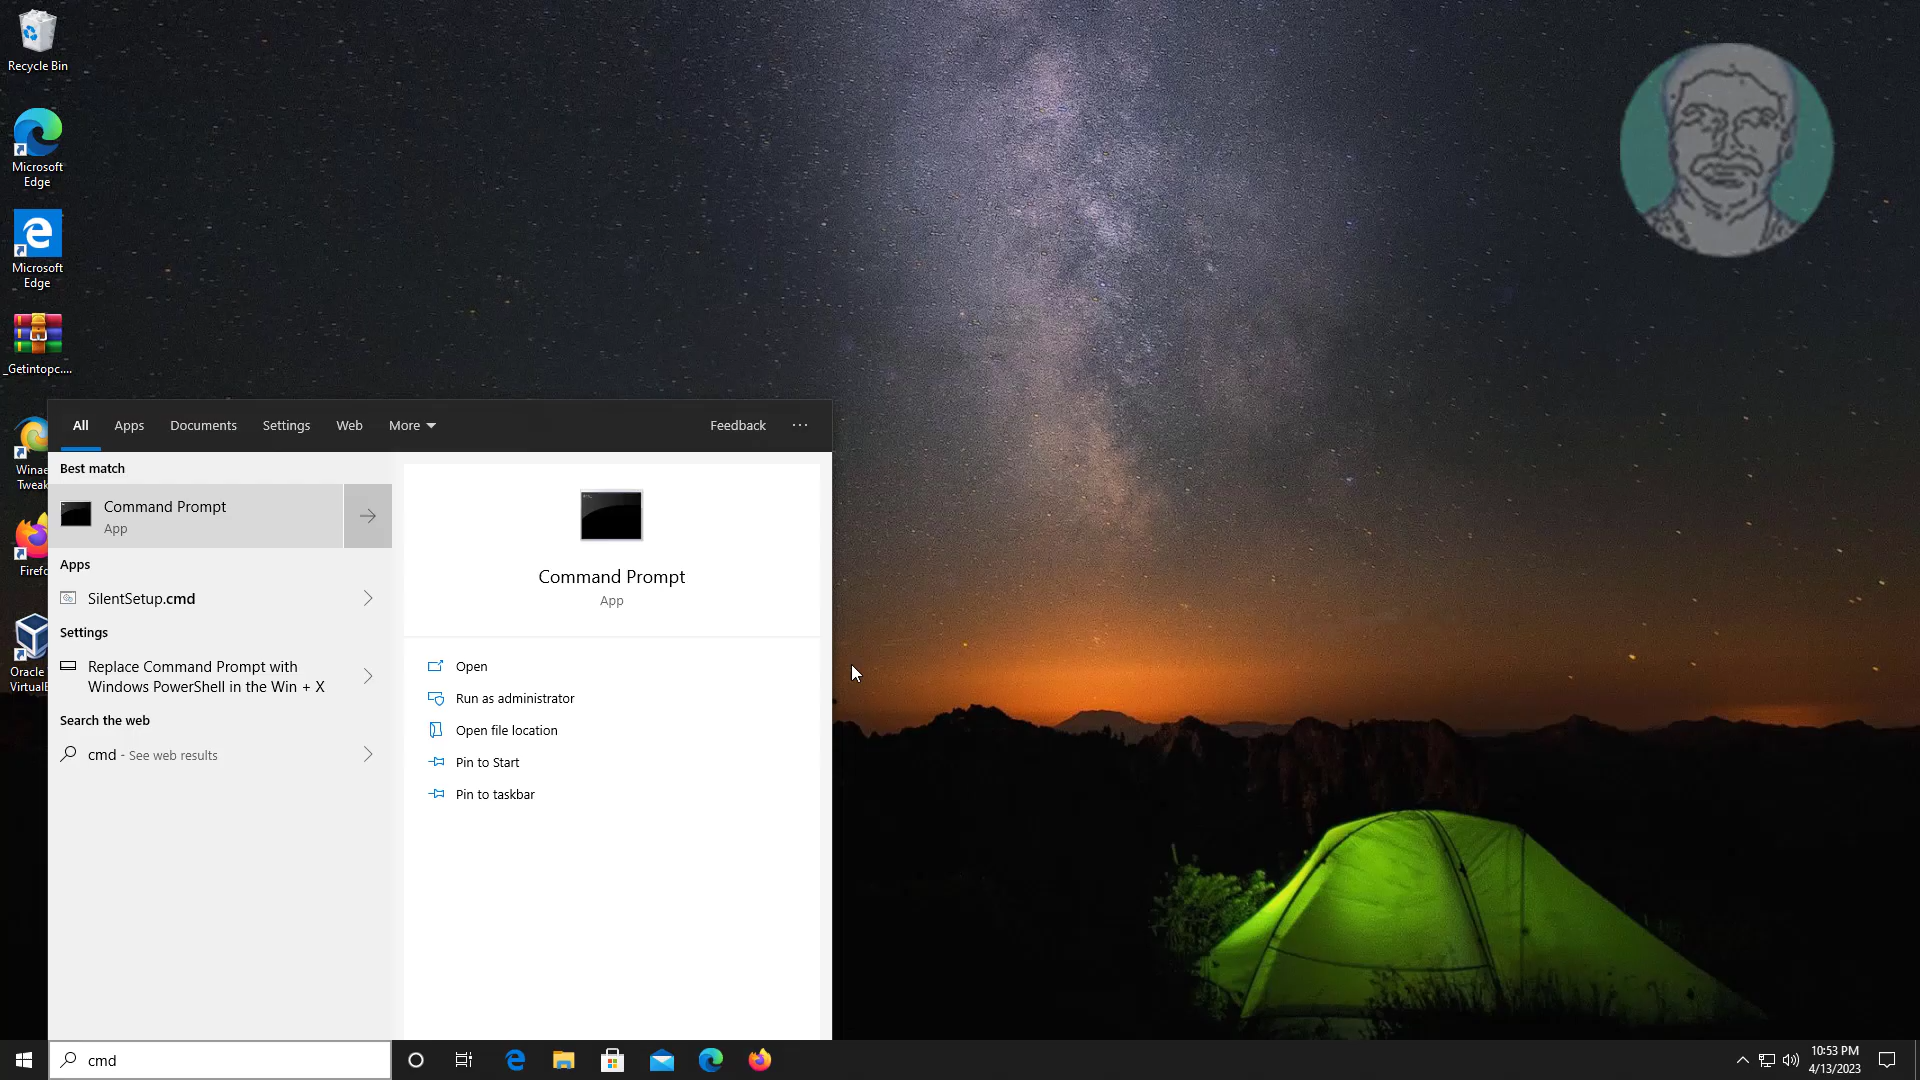 Recycle Bin
Microsoft
Edge
Microsoft
Edge
_Getintopc....
Winae
Tweak
Firefo
Oracle
VirtualB
All
Apps
Documents
Settings
Web
More
Feedback
...
Best match
Command Prompt
App
Apps
SilentSetup.cmd
Settings
Replace Command Prompt with
Windows PowerShell in the Win + X
Search the web
cmd - See web results
Command Prompt
App
Open
Run as administrator
Open file location
Pin to Start
Pin to taskbar
cmd
10:53 PM
4/13/2023